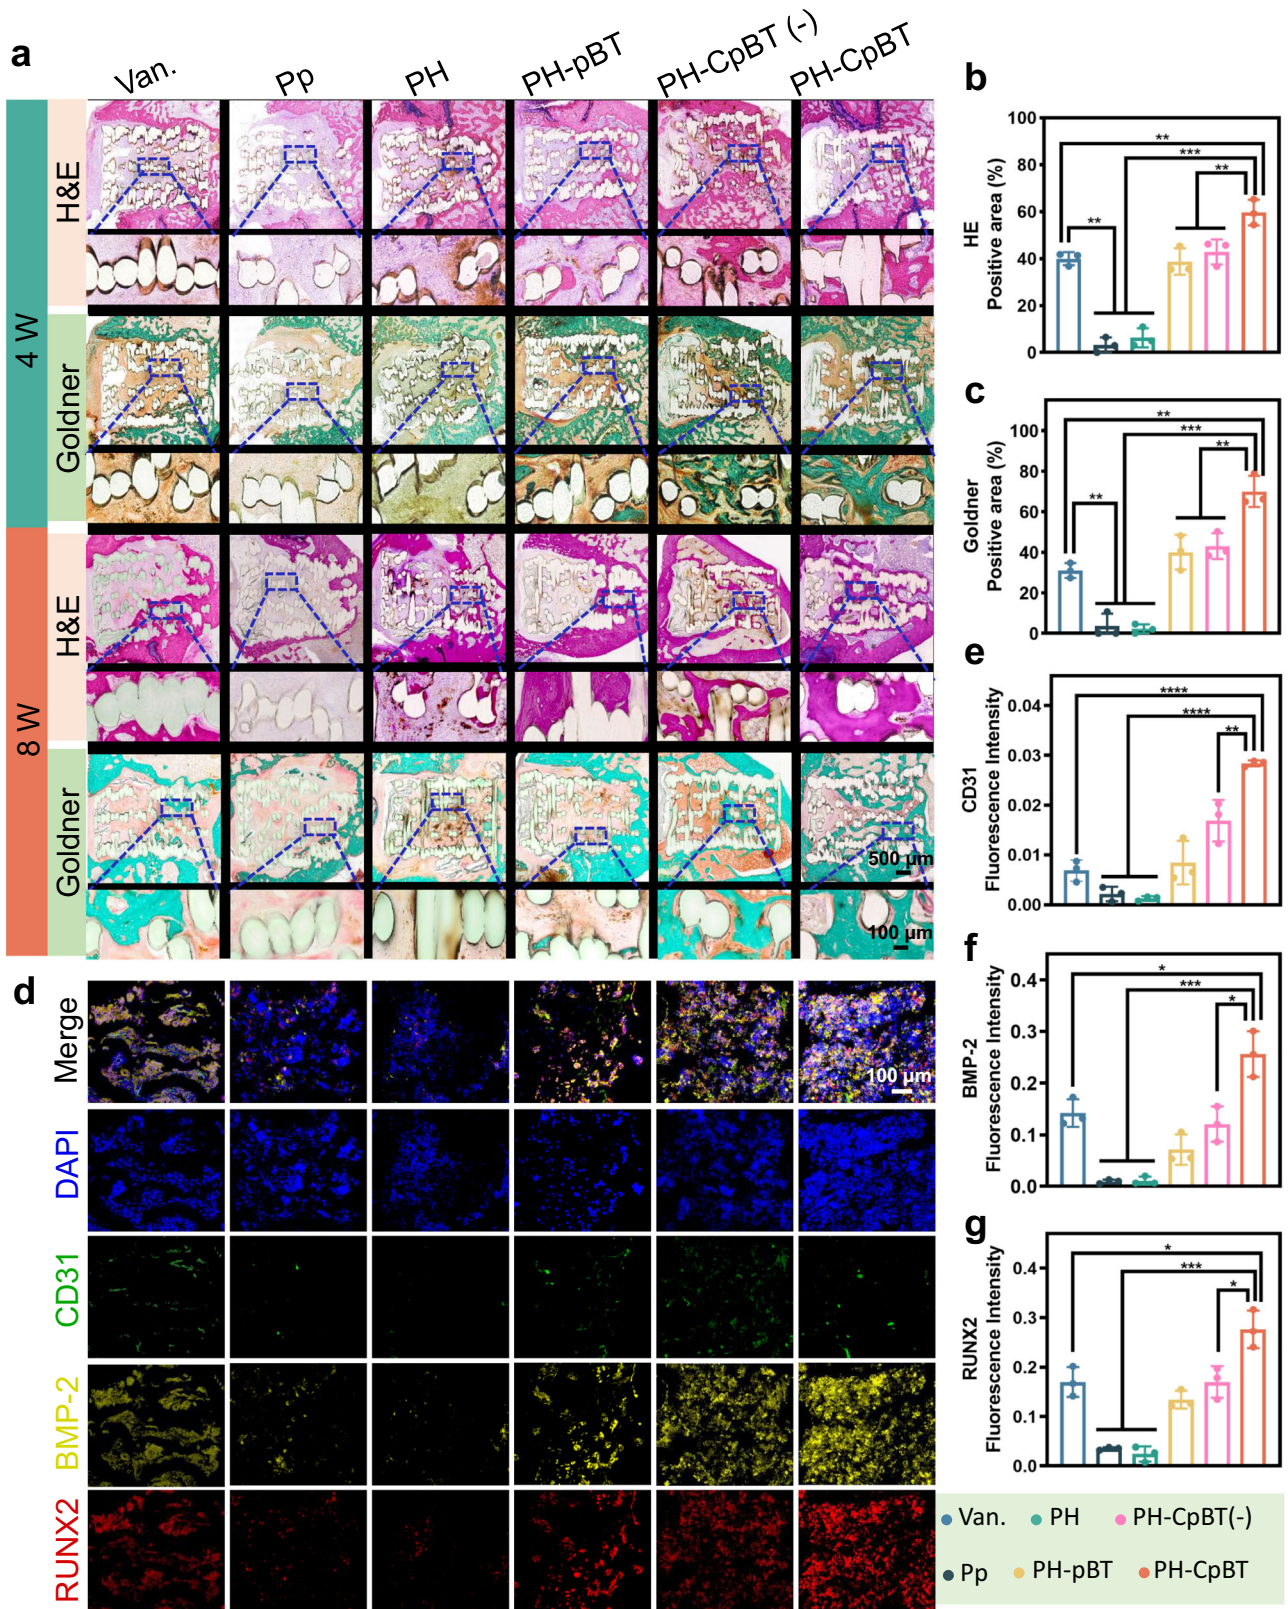 a
Van.
Pp
PH
PH-pBT
PH-CpBT (-)
PH-CpBT
4 W
H&E
Goldner
8 W
H&E
Goldner
500 μm
100 μm
b
HE
Positive area (%)
100
80
60
40
20
0
**
***
**
**
c
Goldner
Positive area (%)
100
80
60
40
20
0
**
***
**
**
e
CD31
Fluorescence Intensity
0.04
0.03
0.02
0.01
0.00
****
****
**
f
BMP-2
Fluorescence Intensity
0.4
0.3
0.2
0.1
0.0
*
***
*
g
RUNX2
Fluorescence Intensity
0.4
0.3
0.2
0.1
0.0
*
***
*
d
Merge
100 μm
DAPI
CD31
BMP-2
RUNX2
Van.
PH
PH-CpBT(-)
Pp
PH-pBT
PH-CpBT